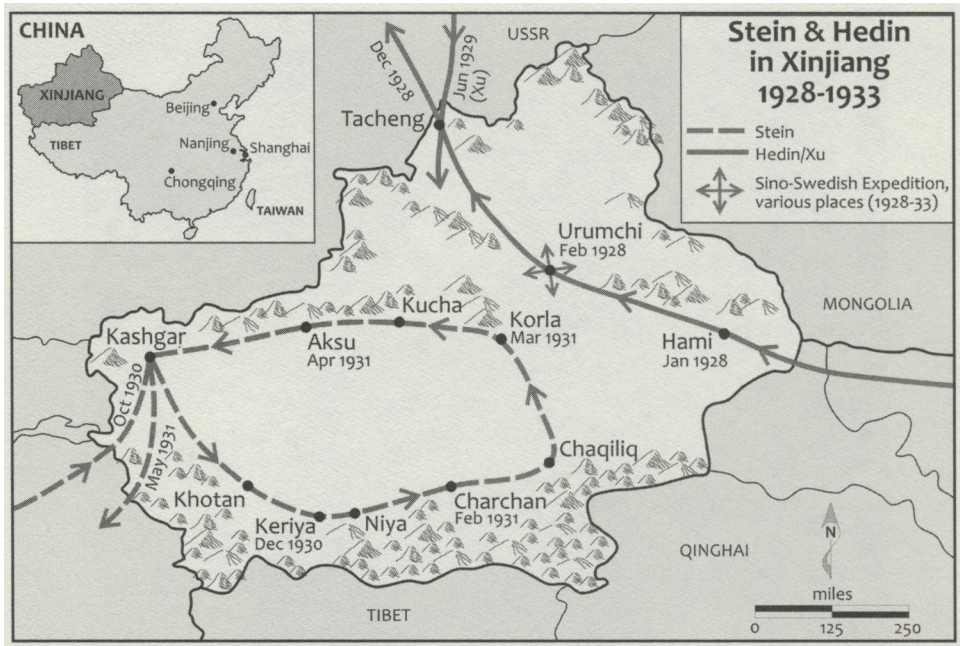 CHINA
XINJIANG
Beijing
TIBET
Nanjing
Shanghai
Chongqing
TAIWAN
Stein & Hedin
in Xinjiang
1928-1933
Stein
Hedin/Xu
Sino-Swedish Expedition,
various places (1928-33)
USSR
Dec 1928
Jun 1929
(Xu)
Tacheng
Urumchi
Feb 1928
MONGOLIA
Hami
Jan 1928
Kucha
Korla
Mar 1931
Aksu
Apr 1931
Kashgar
Oct 1930
May 1931
Chaqiliq
Khotan
Charchan
Feb 1931
Keriya
Dec 1930
Niya
QINGHAI
TIBET
N
miles
0 125 250